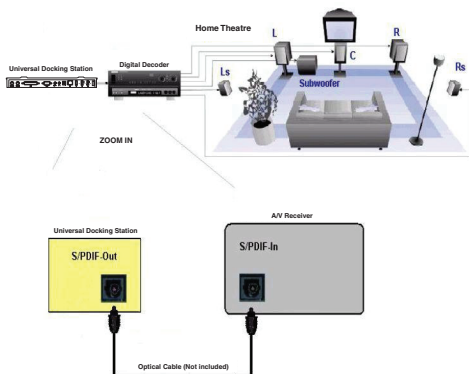 Home Theatre
L
R
C
Universal Docking Station
Digital Decoder
Ls
Subwoofer
Rs
ZOOM IN
Universal Docking Station
A/V Receiver
S/PDIF-Out
S/PDIF-In
Optical Cable (Not included)